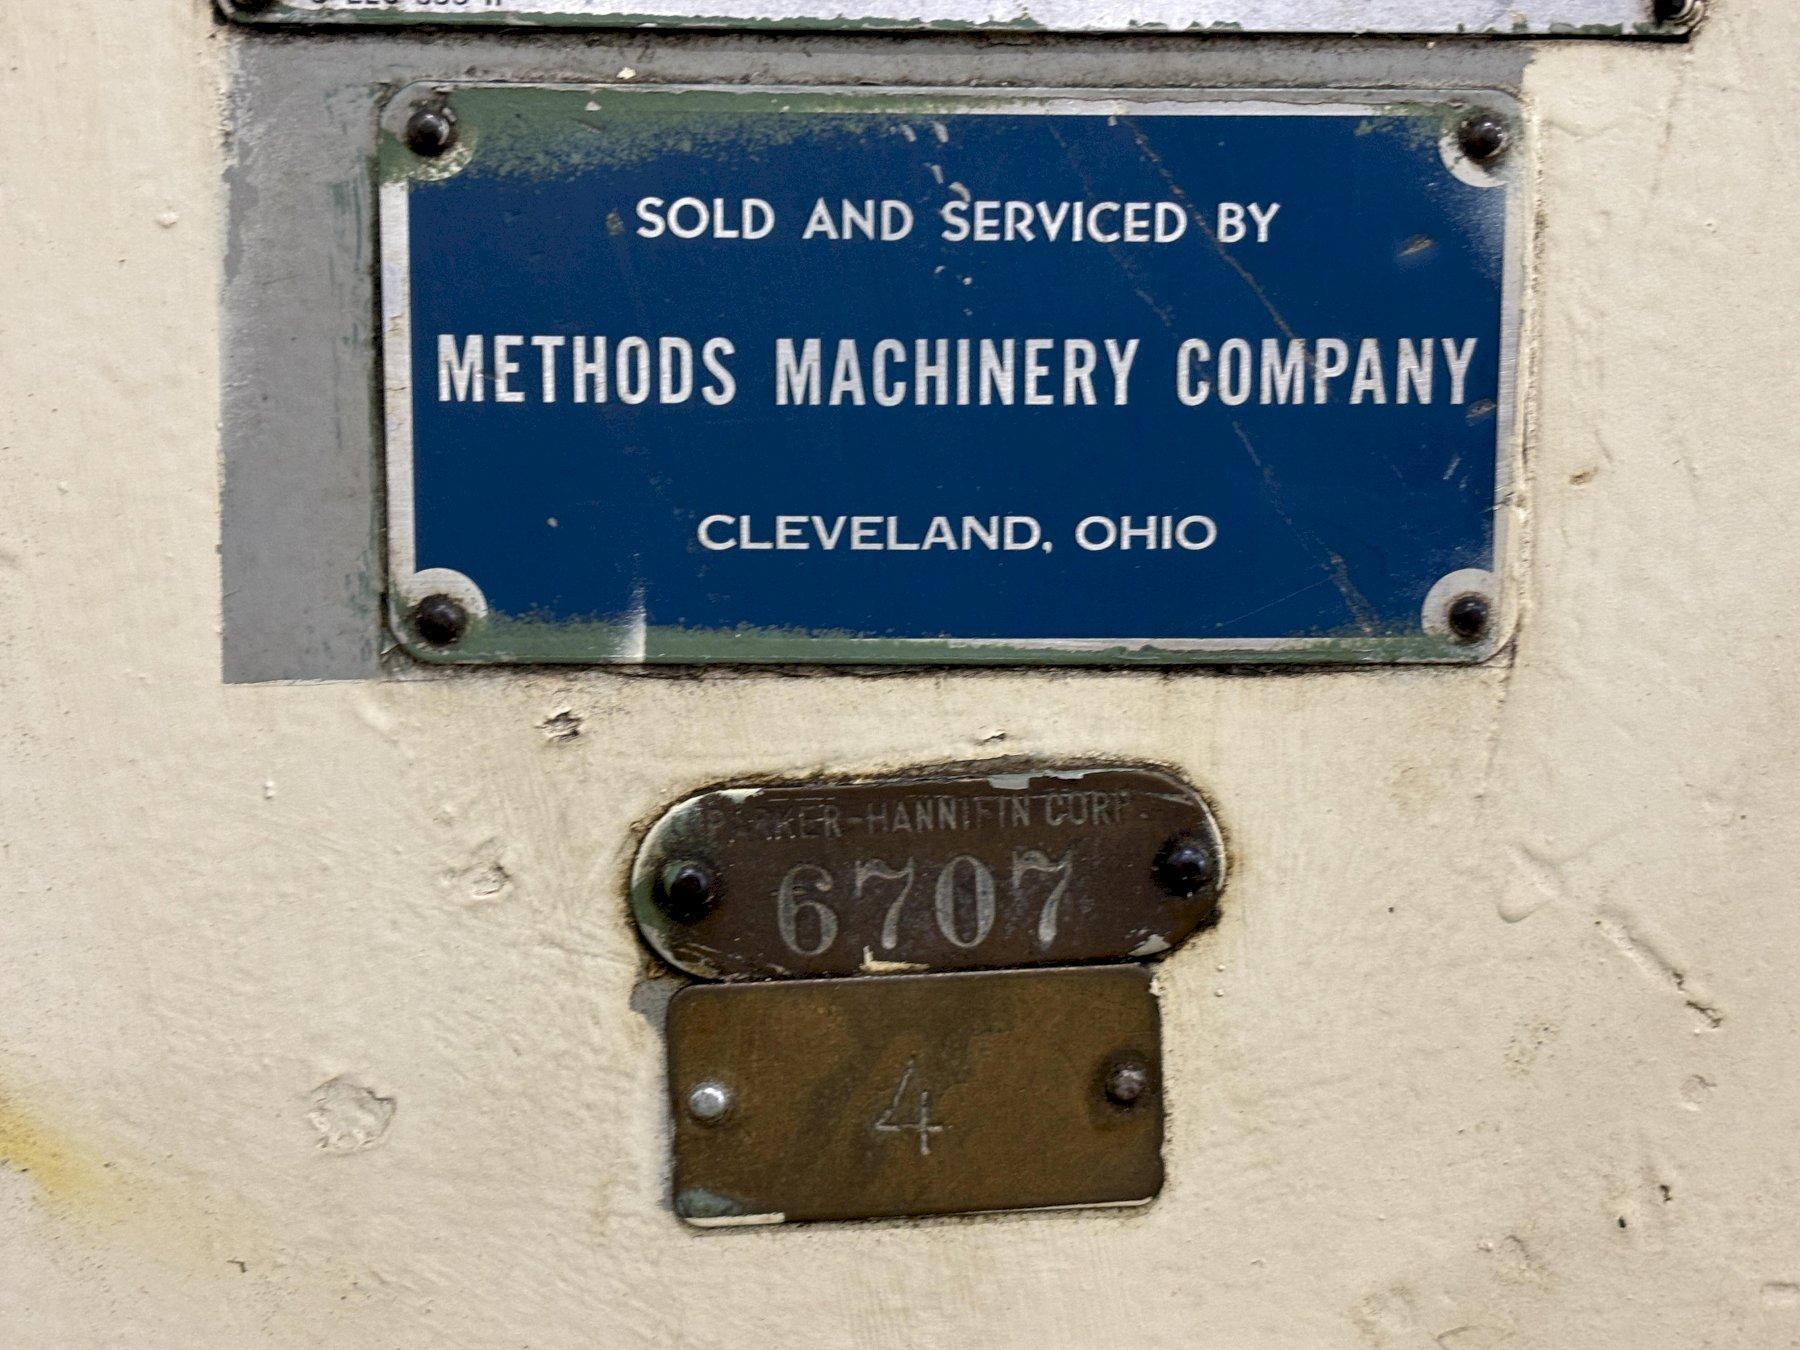 SOLD AND SERVICED BY
METHODS MACHINERY COMPANY
CLEVELAND, OHIO
PARKER-HANNIFIN CORP.
6707
4